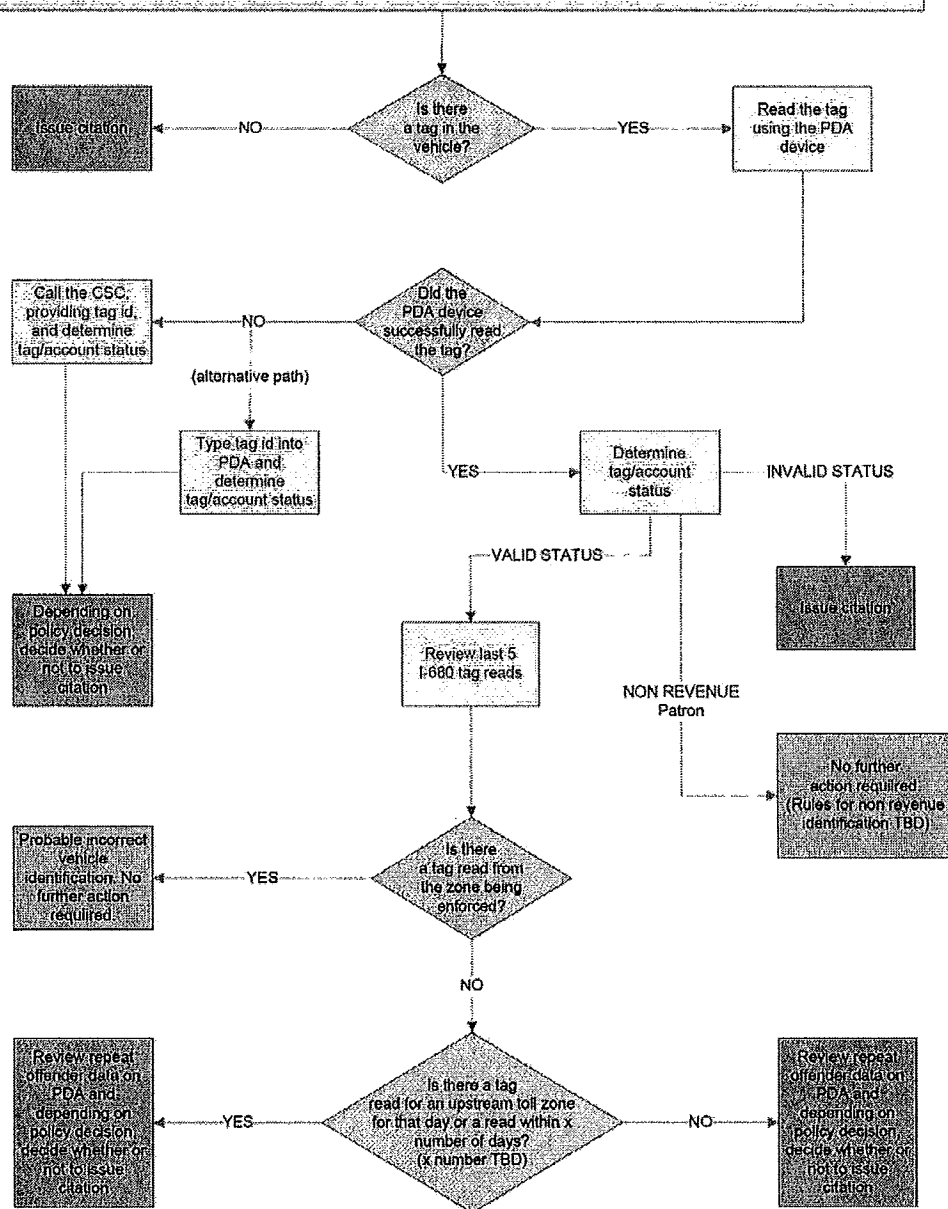 Is there
a tag in the
vehicle?
NO
Issue citation
YES
Read the tag
using the PDA
device
Did the
PDA device
successfully read
the tag?
NO
Call the CSC,
providing tag id,
and determine
tag/account status
(alternative path)
Type tag id into
PDA and
determine
tag/account status
Depending on
policy decision,
decide whether or
not to issue
citation
YES
Determine
tag/account
status
INVALID STATUS
Issue citation
VALID STATUS
Review last 5
I-680 tag reads
NON REVENUE
Patron
No further
action required.
(Rules for non revenue
identification TBD)
Is there
a tag read from
the zone being
enforced?
YES
Probable incorrect
vehicle
identification. No
further action
required.
NO
Is there a tag
read for an upstream toll zone
for that day or a read within x
number of days?
(x number TBD)
YES
Review repeat
offender data on
PDA and
depending on
policy decision,
decide whether or
not to issue
citation
NO
Review repeat
offender data on
PDA and
depending on
policy decision,
decide whether or
not to issue
citation